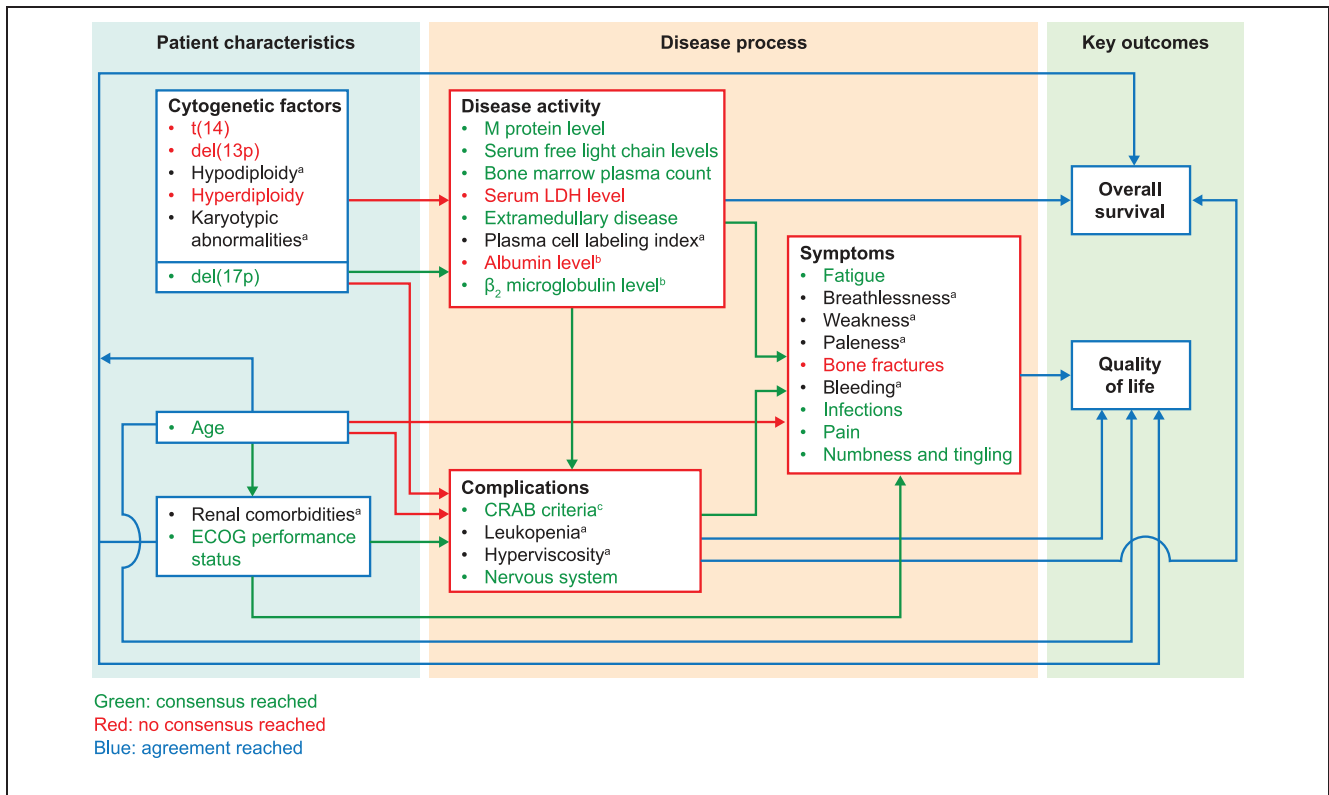 Patient characteristics
Disease process
Key outcomes
Cytogenetic factors
• t(14)
• del(13p)
• Hypodiploidyᵃ
• Hyperdiploidy
• Karyotypic
abnormalitiesᵃ
• del(17p)
• Age
• Renal comorbiditiesᵃ
• ECOG performance
status
Disease activity
• M protein level
• Serum free light chain levels
• Bone marrow plasma count
• Serum LDH level
• Extramedullary disease
• Plasma cell labeling indexᵃ
• Albumin levelᵇ
• β₂ microglobulin levelᵇ
Complications
• CRAB criteriaᶜ
• Leukopeniaᵃ
• Hyperviscosityᵃ
• Nervous system
Symptoms
• Fatigue
• Breathlessnessᵃ
• Weaknessᵃ
• Palenessᵃ
• Bone fractures
• Bleedingᵃ
• Infections
• Pain
• Numbness and tingling
Overall
survival
Quality
of life
Green: consensus reached
Red: no consensus reached
Blue: agreement reached